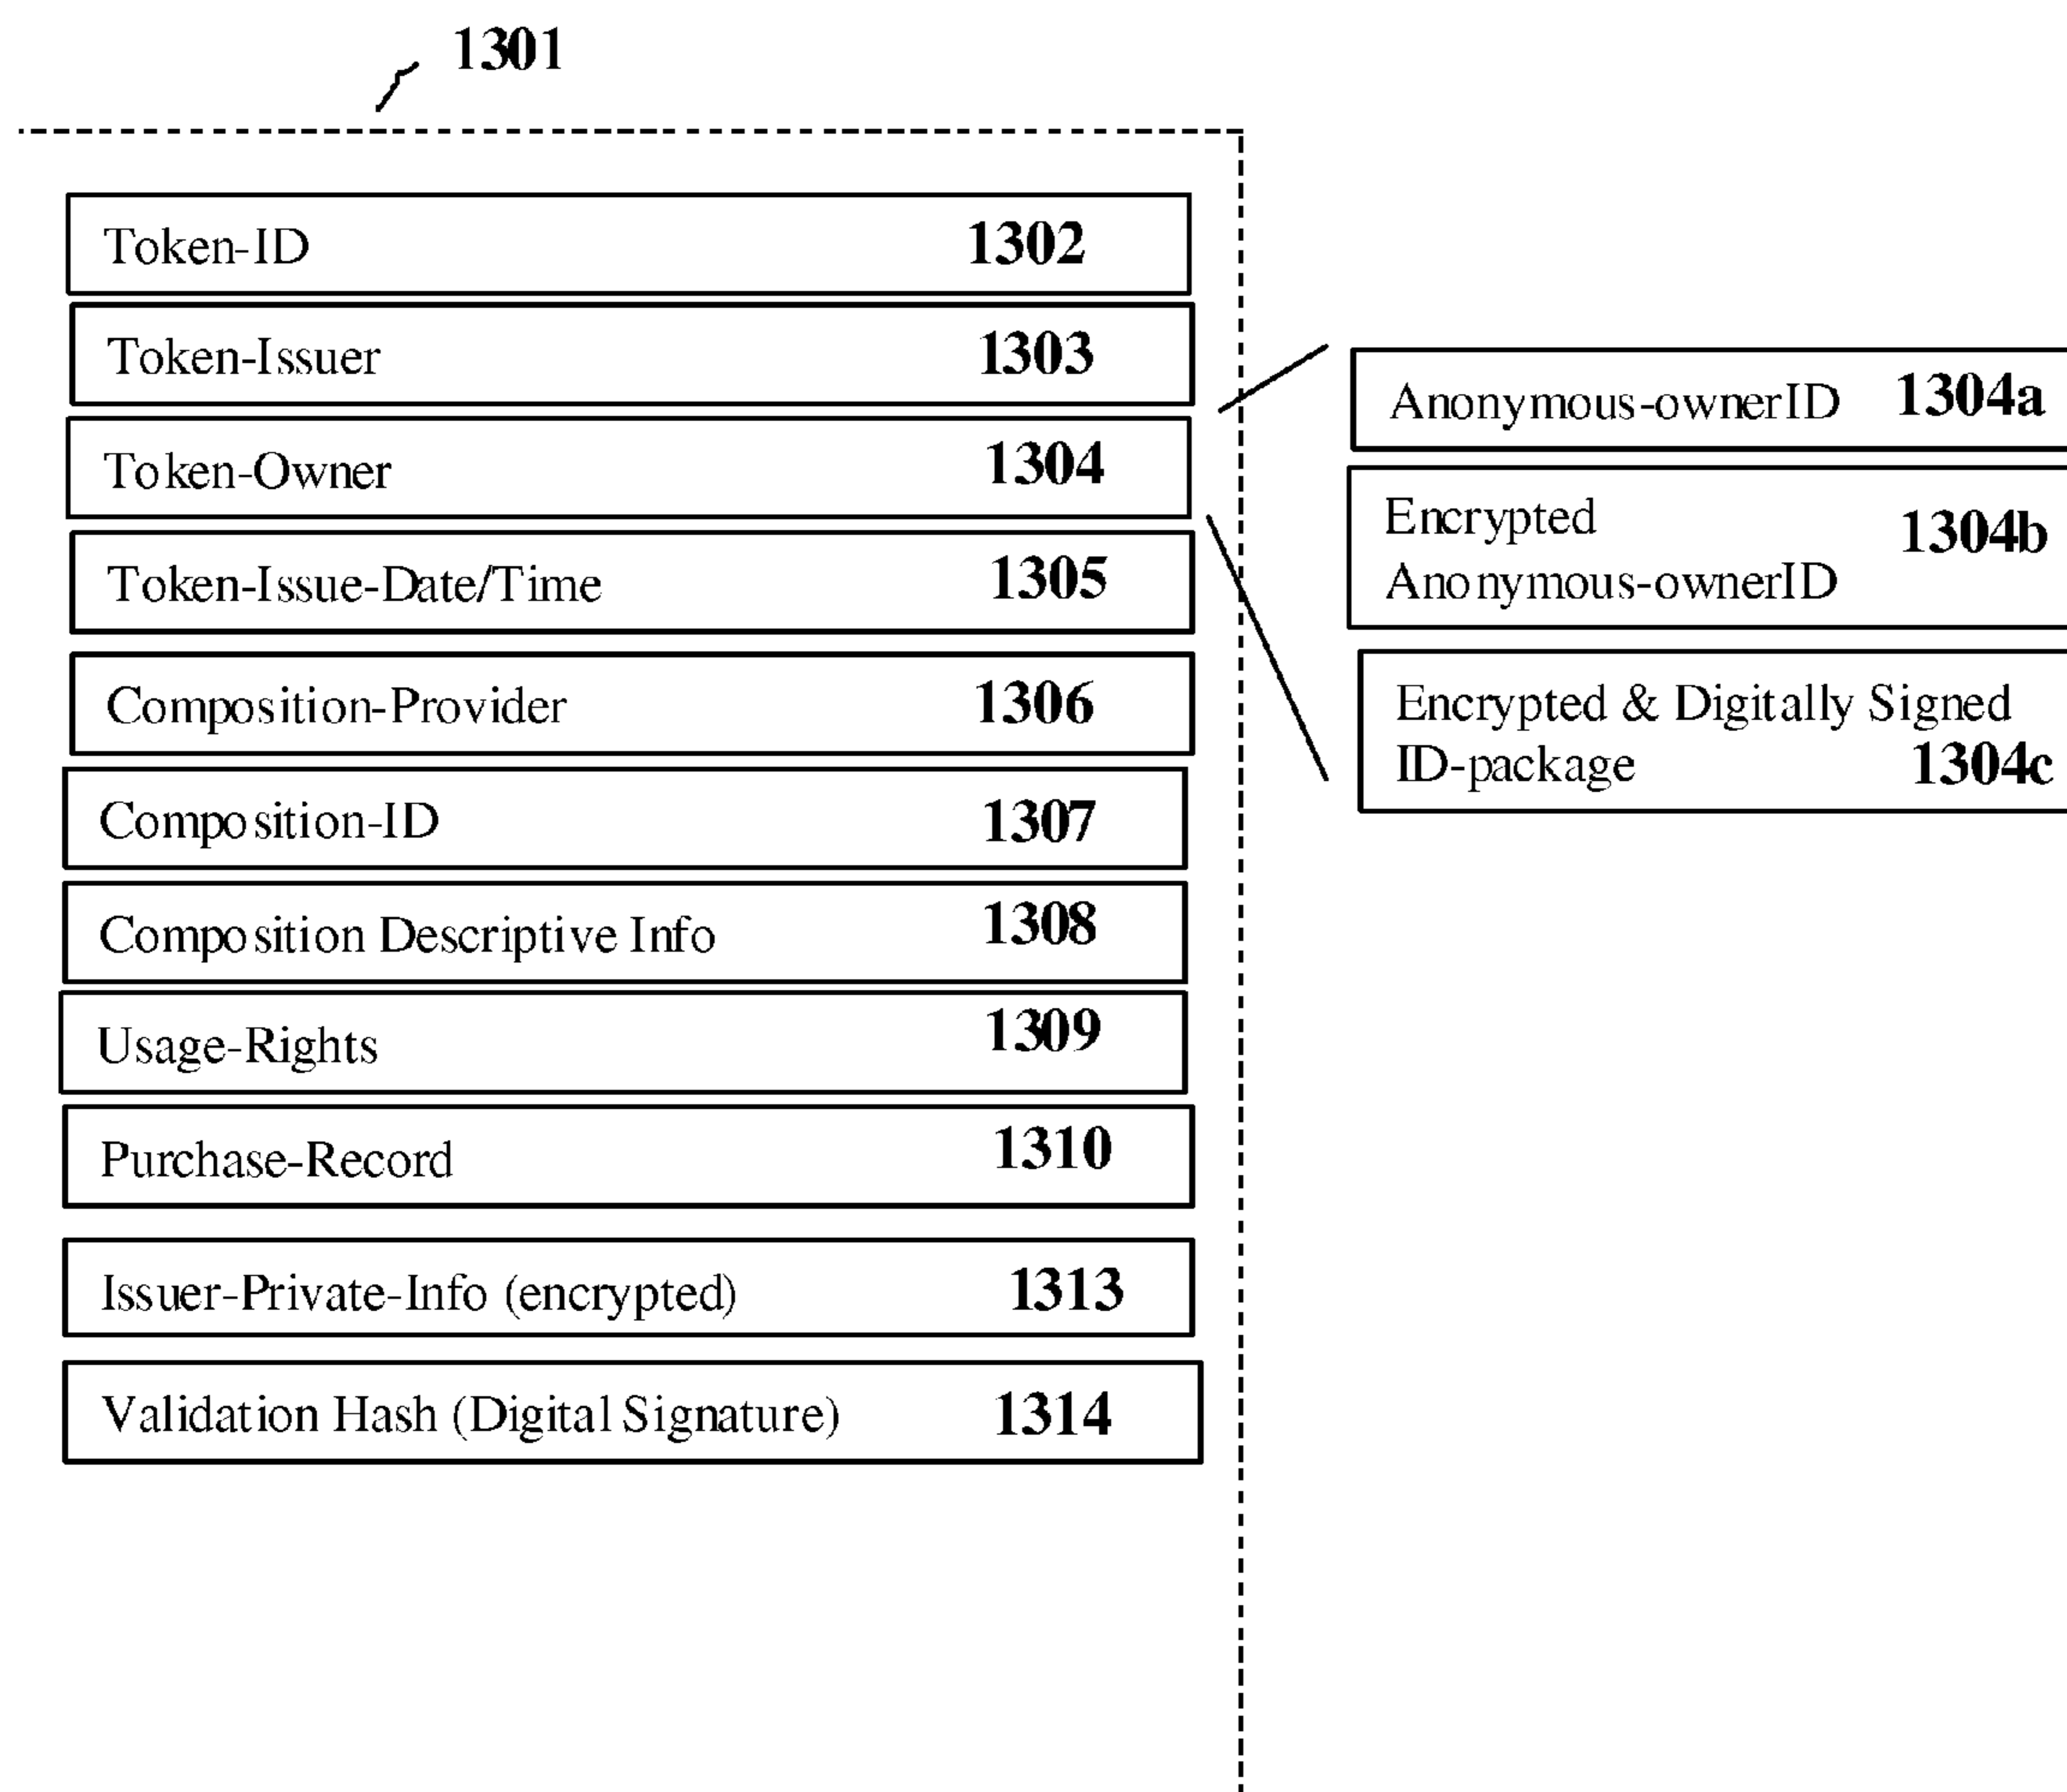 1301
Token-ID 1302
Token-Issuer 1303
Token-Owner 1304
Token-Issue-Date/Time 1305
Composition-Provider 1306
Composition-ID 1307
Composition Descriptive Info 1308
Usage-Rights 1309
Purchase-Record 1310
Issuer-Private-Info (encrypted) 1313
Validation Hash (Digital Signature) 1314
Anonymous-ownerID 1304a
Encrypted 1304b
Anonymous-ownerID
Encrypted & Digitally Signed
ID-package 1304c